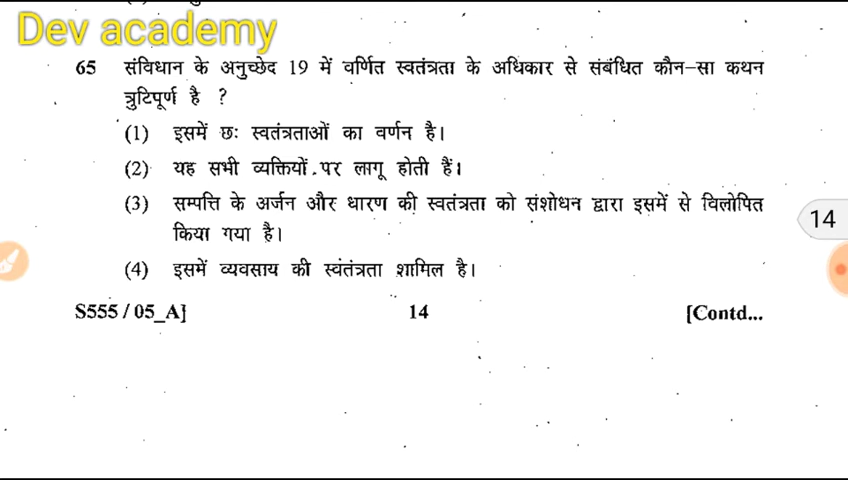 Dev academy
65 संविधान के अनुच्छेद 19 में वर्णित स्वतंत्रता के अधिकार से संबंधित कौन-सा कथन
त्रुटिपूर्ण है ?
(1) इसमें छः स्वतंत्रताओं का वर्णन है।
(2) यह सभी व्यक्तियों पर लागू होती हैं।
(3) सम्पत्ति के अर्जन और धारण की स्वतंत्रता को संशोधन द्वारा इसमें से विलोपित
किया गया है।
14
(4) इसमें व्यवसाय की स्वतंत्रता शामिल है।
S555 / 05_A] 14 [Contd...